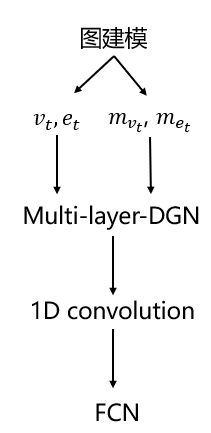 图建模
v_t, e_t m_{v_t}, m_{e_t}
Multi-layer-DGN
1D convolution
FCN